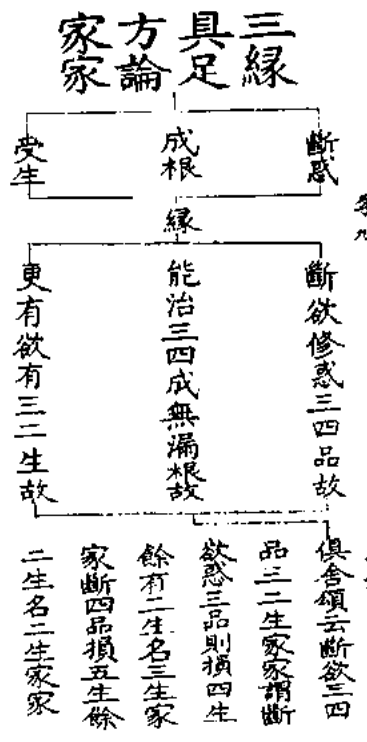 三緣
具足
方論
家家
斷惑
成根
受生
緣
斷欲修惑三四品故
能治三四成無漏根故
更有欲有三二生故
俱舍頌云斷欲三四
品三二生家家謂斷
欲惑三品則損四生
餘有二生名三生家
家斷四品損五生餘
二生名二生家家